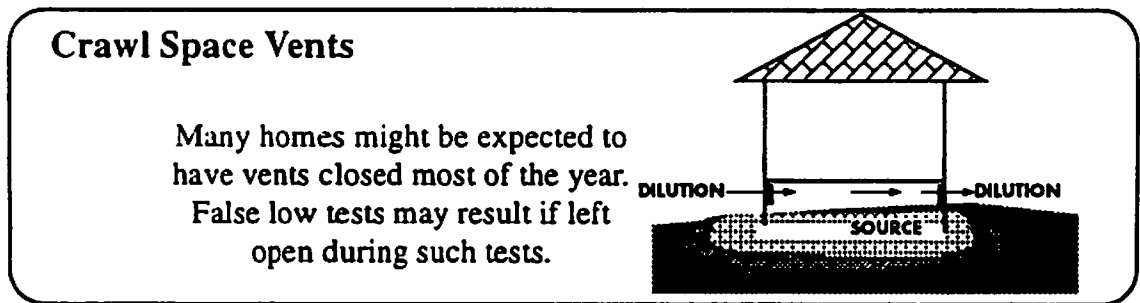 Crawl Space Vents
Many homes might be expected to
have vents closed most of the year.
False low tests may result if left
open during such tests.
DILUTION
DILUTION
SOURCE